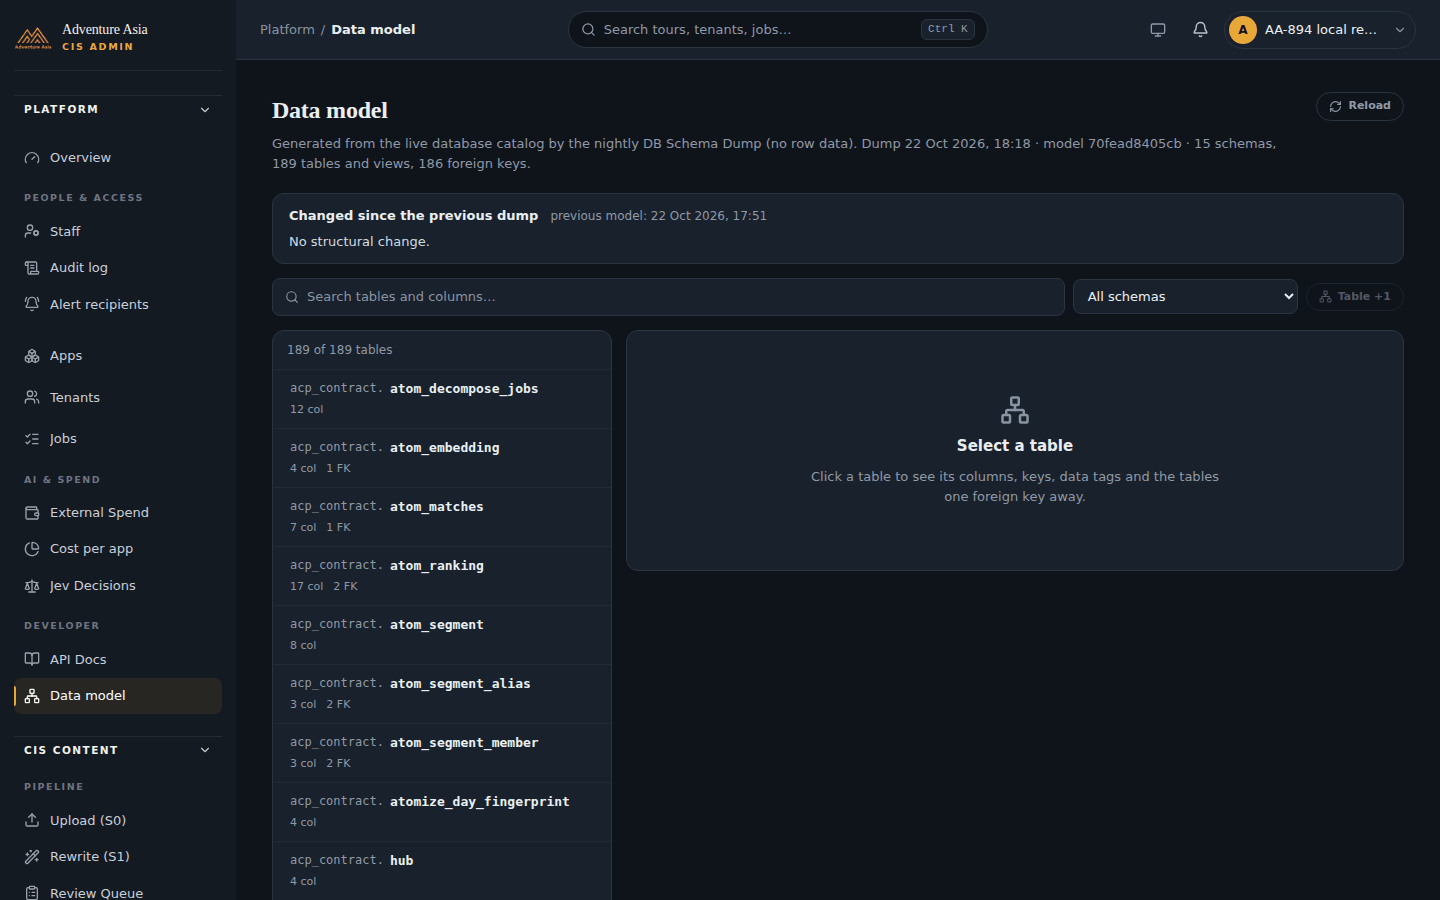 Adventure Asia
Adventure Asia
CIS ADMIN
PLATFORM
Overview
PEOPLE & ACCESS
Staff
Audit log
Alert recipients
Apps
Tenants
Jobs
AI & SPEND
External Spend
Cost per app
Jev Decisions
DEVELOPER
API Docs
Data model
CIS CONTENT
PIPELINE
Upload (S0)
Rewrite (S1)
Review Queue
Platform / Data model
Search tours, tenants, jobs…
Ctrl K
A
AA-894 local re…
Data model
Reload
Generated from the live database catalog by the nightly DB Schema Dump (no row data). Dump 22 Oct 2026, 18:18 · model 70fead8405cb · 15 schemas,
189 tables and views, 186 foreign keys.
Changed since the previous dump previous model: 22 Oct 2026, 17:51
No structural change.
Search tables and columns…
All schemas
Table +1
189 of 189 tables
acp_contract. atom_decompose_jobs
12 col
acp_contract. atom_embedding
4 col 1 FK
acp_contract. atom_matches
7 col 1 FK
acp_contract. atom_ranking
17 col 2 FK
acp_contract. atom_segment
8 col
acp_contract. atom_segment_alias
3 col 2 FK
acp_contract. atom_segment_member
3 col 2 FK
acp_contract. atomize_day_fingerprint
4 col
acp_contract. hub
4 col
Select a table
Click a table to see its columns, keys, data tags and the tables
one foreign key away.